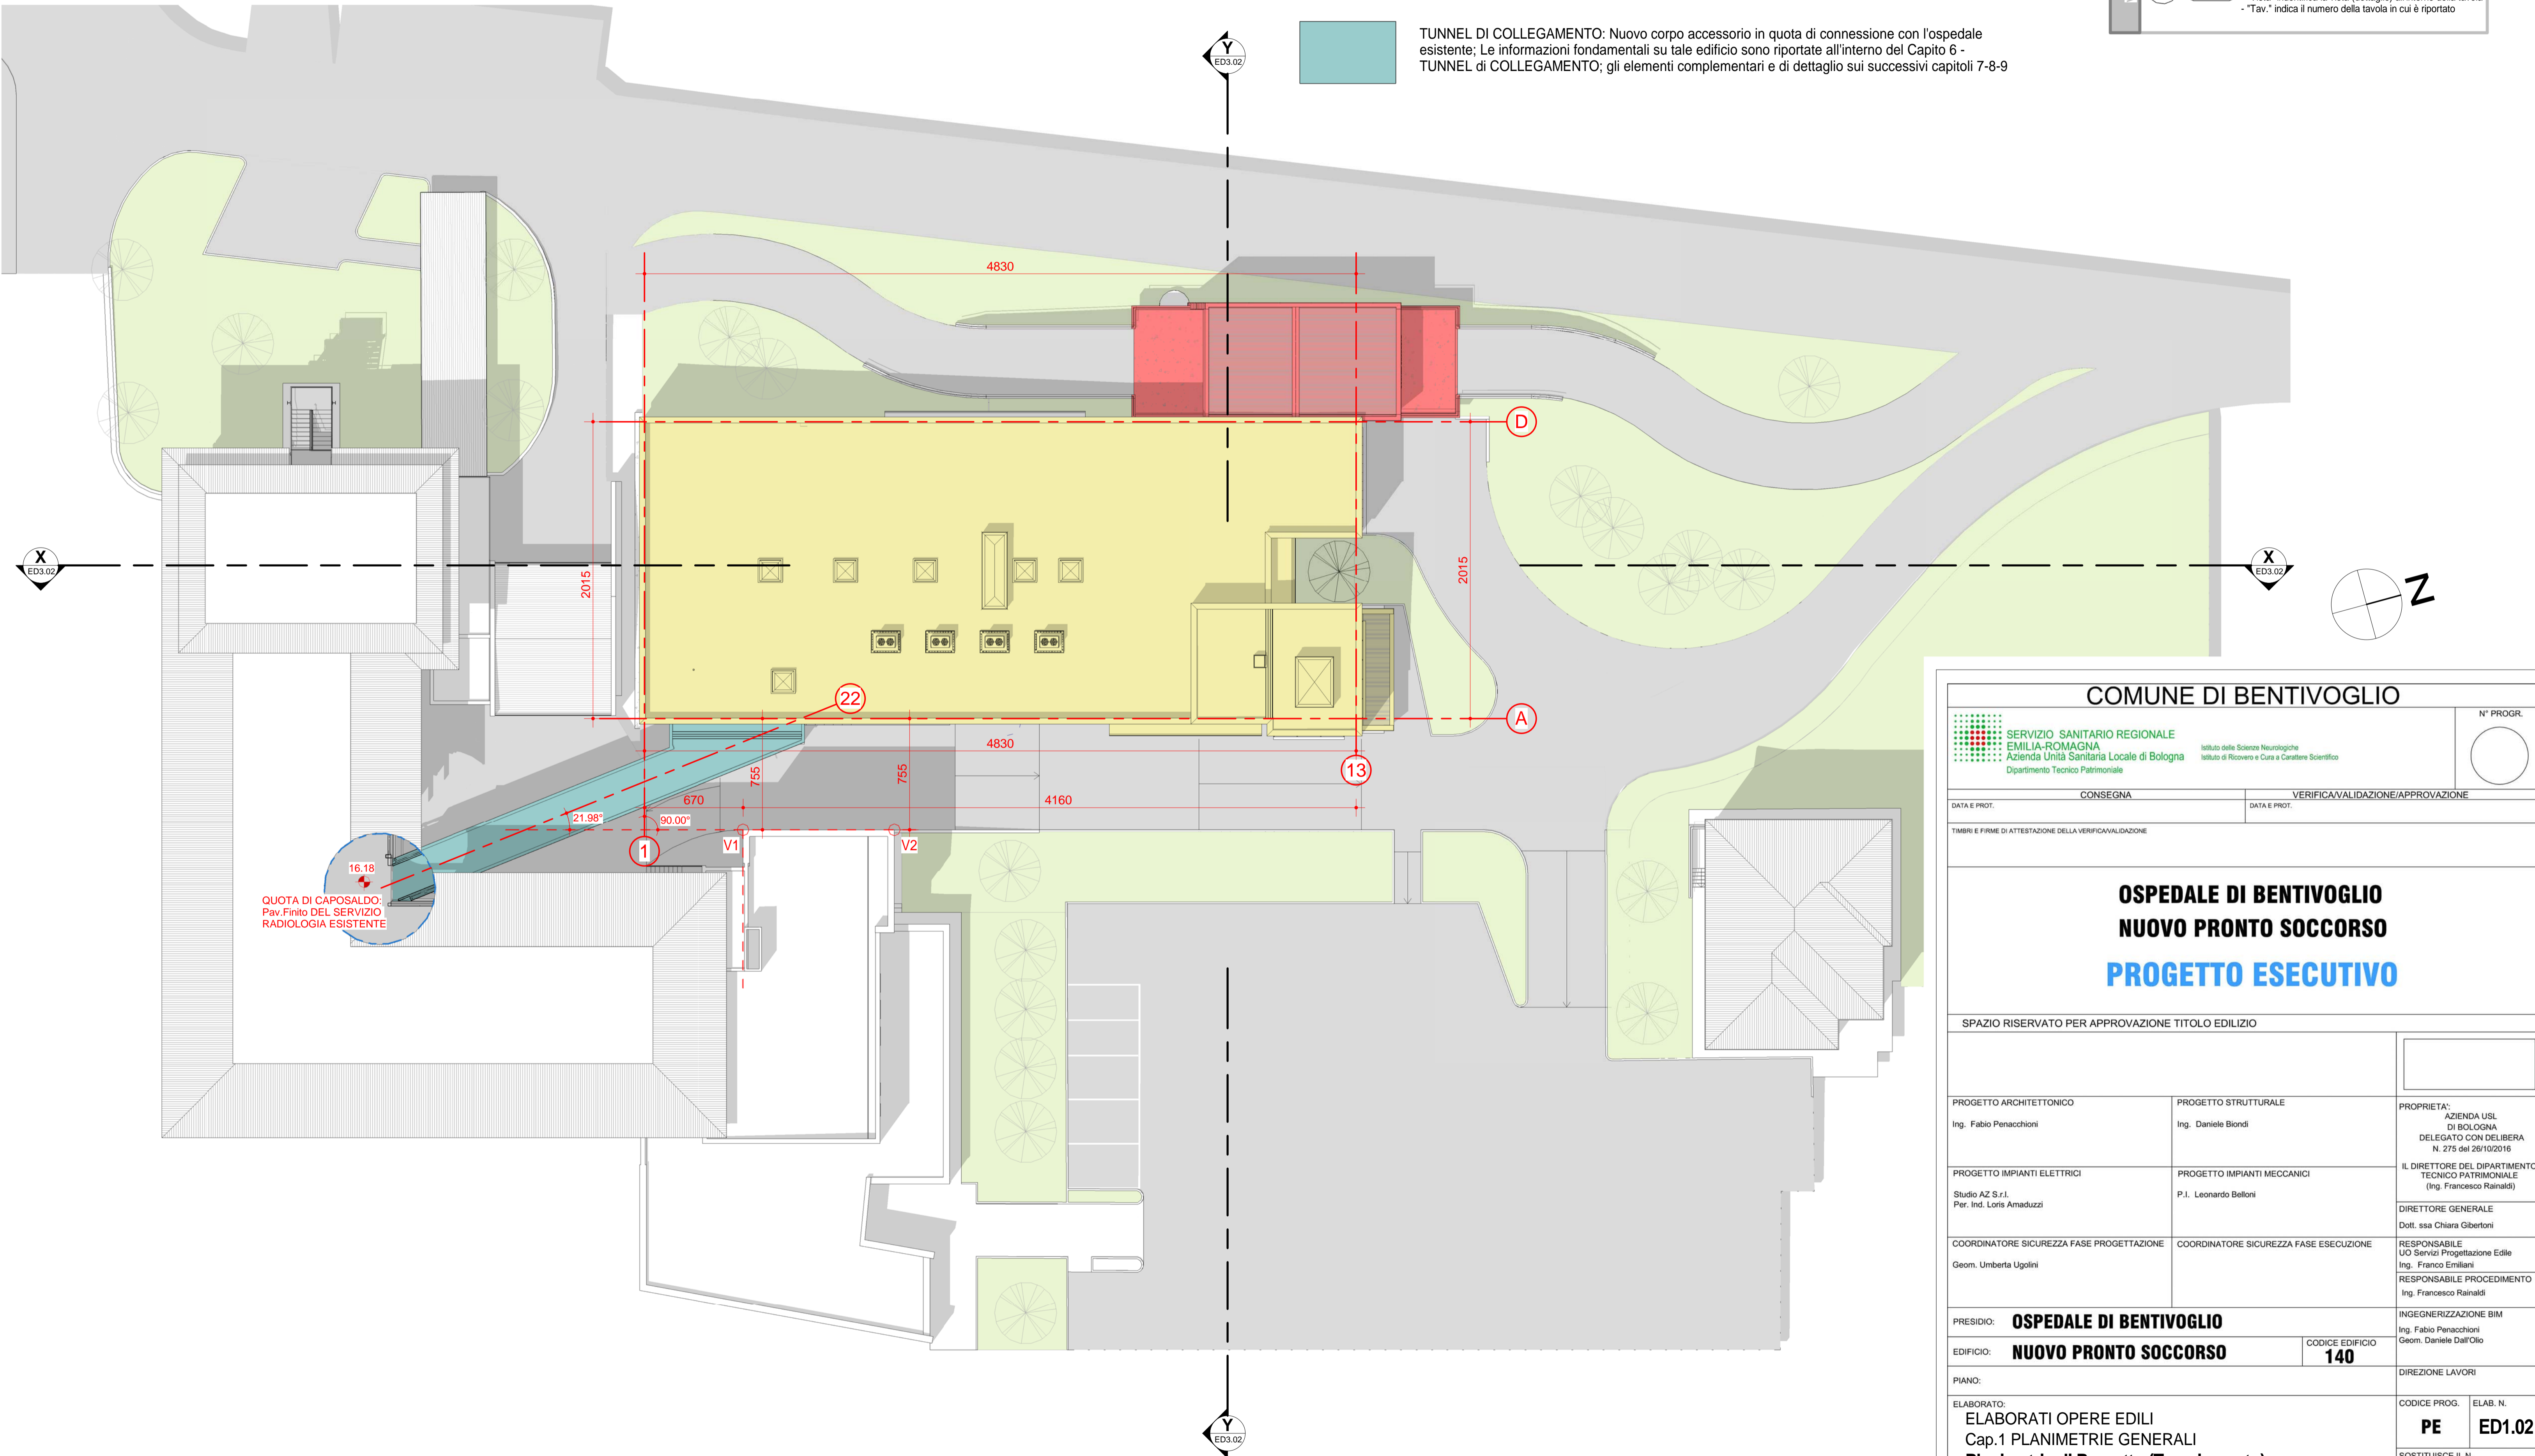 - "Tav." indica il numero della tavola in cui è riportato
TUNNEL DI COLLEGAMENTO: Nuovo corpo accessorio in quota di connessione con l'ospedale
esistente; Le informazioni fondamentali su tale edificio sono riportate all'interno del Capito 6 -
TUNNEL di COLLEGAMENTO; gli elementi complementari e di dettaglio sui successivi capitoli 7-8-9
Y
ED3.02
4830
D
X
ED3.02
2015
2015
X
ED3.02
N
22
A
4830
13
755
755
670
4160
21.98°
90.00°
1
V1
V2
16.18
QUOTA DI CAPOSALDO:
Pav.Finito DEL SERVIZIO
RADIOLOGIA ESISTENTE
Y
ED3.02
COMUNE DI BENTIVOGLIO
N° PROGR.
SERVIZIO SANITARIO REGIONALE
EMILIA-ROMAGNA
Azienda Unità Sanitaria Locale di Bologna
Dipartimento Tecnico Patrimoniale
Istituto delle Scienze Neurologiche
Istituto di Ricovero e Cura a Carattere Scientifico
CONSEGNA
VERIFICA/VALIDAZIONE/APPROVAZIONE
DATA E PROT.
DATA E PROT.
TIMBRI E FIRME DI ATTESTAZIONE DELLA VERIFICA/VALIDAZIONE
OSPEDALE DI BENTIVOGLIO
NUOVO PRONTO SOCCORSO
PROGETTO ESECUTIVO
SPAZIO RISERVATO PER APPROVAZIONE TITOLO EDILIZIO
PROGETTO ARCHITETTONICO
Ing. Fabio Penacchioni
PROGETTO STRUTTURALE
Ing. Daniele Biondi
PROPRIETA':
AZIENDA USL
DI BOLOGNA
DELEGATO CON DELIBERA
N. 275 del 26/10/2016
IL DIRETTORE DEL DIPARTIMENTO
TECNICO PATRIMONIALE
(Ing. Francesco Rainaldi)
PROGETTO IMPIANTI ELETTRICI
Studio AZ S.r.l.
Per. Ind. Loris Amaduzzi
PROGETTO IMPIANTI MECCANICI
P.I. Leonardo Belloni
DIRETTORE GENERALE
Dott. ssa Chiara Gibertoni
COORDINATORE SICUREZZA FASE PROGETTAZIONE
Geom. Umberta Ugolini
COORDINATORE SICUREZZA FASE ESECUZIONE
RESPONSABILE
UO Servizi Progettazione Edile
Ing. Franco Emiliani
RESPONSABILE PROCEDIMENTO
Ing. Francesco Rainaldi
PRESIDIO: OSPEDALE DI BENTIVOGLIO
INGEGNERIZZAZIONE BIM
Ing. Fabio Penacchioni
Geom. Daniele Dall'Olio
EDIFICIO: NUOVO PRONTO SOCCORSO
CODICE EDIFICIO
140
PIANO:
DIREZIONE LAVORI
ELABORATO:
ELABORATI OPERE EDILI
Cap.1 PLANIMETRIE GENERALI
CODICE PROG.
PE
ELAB. N.
ED1.02